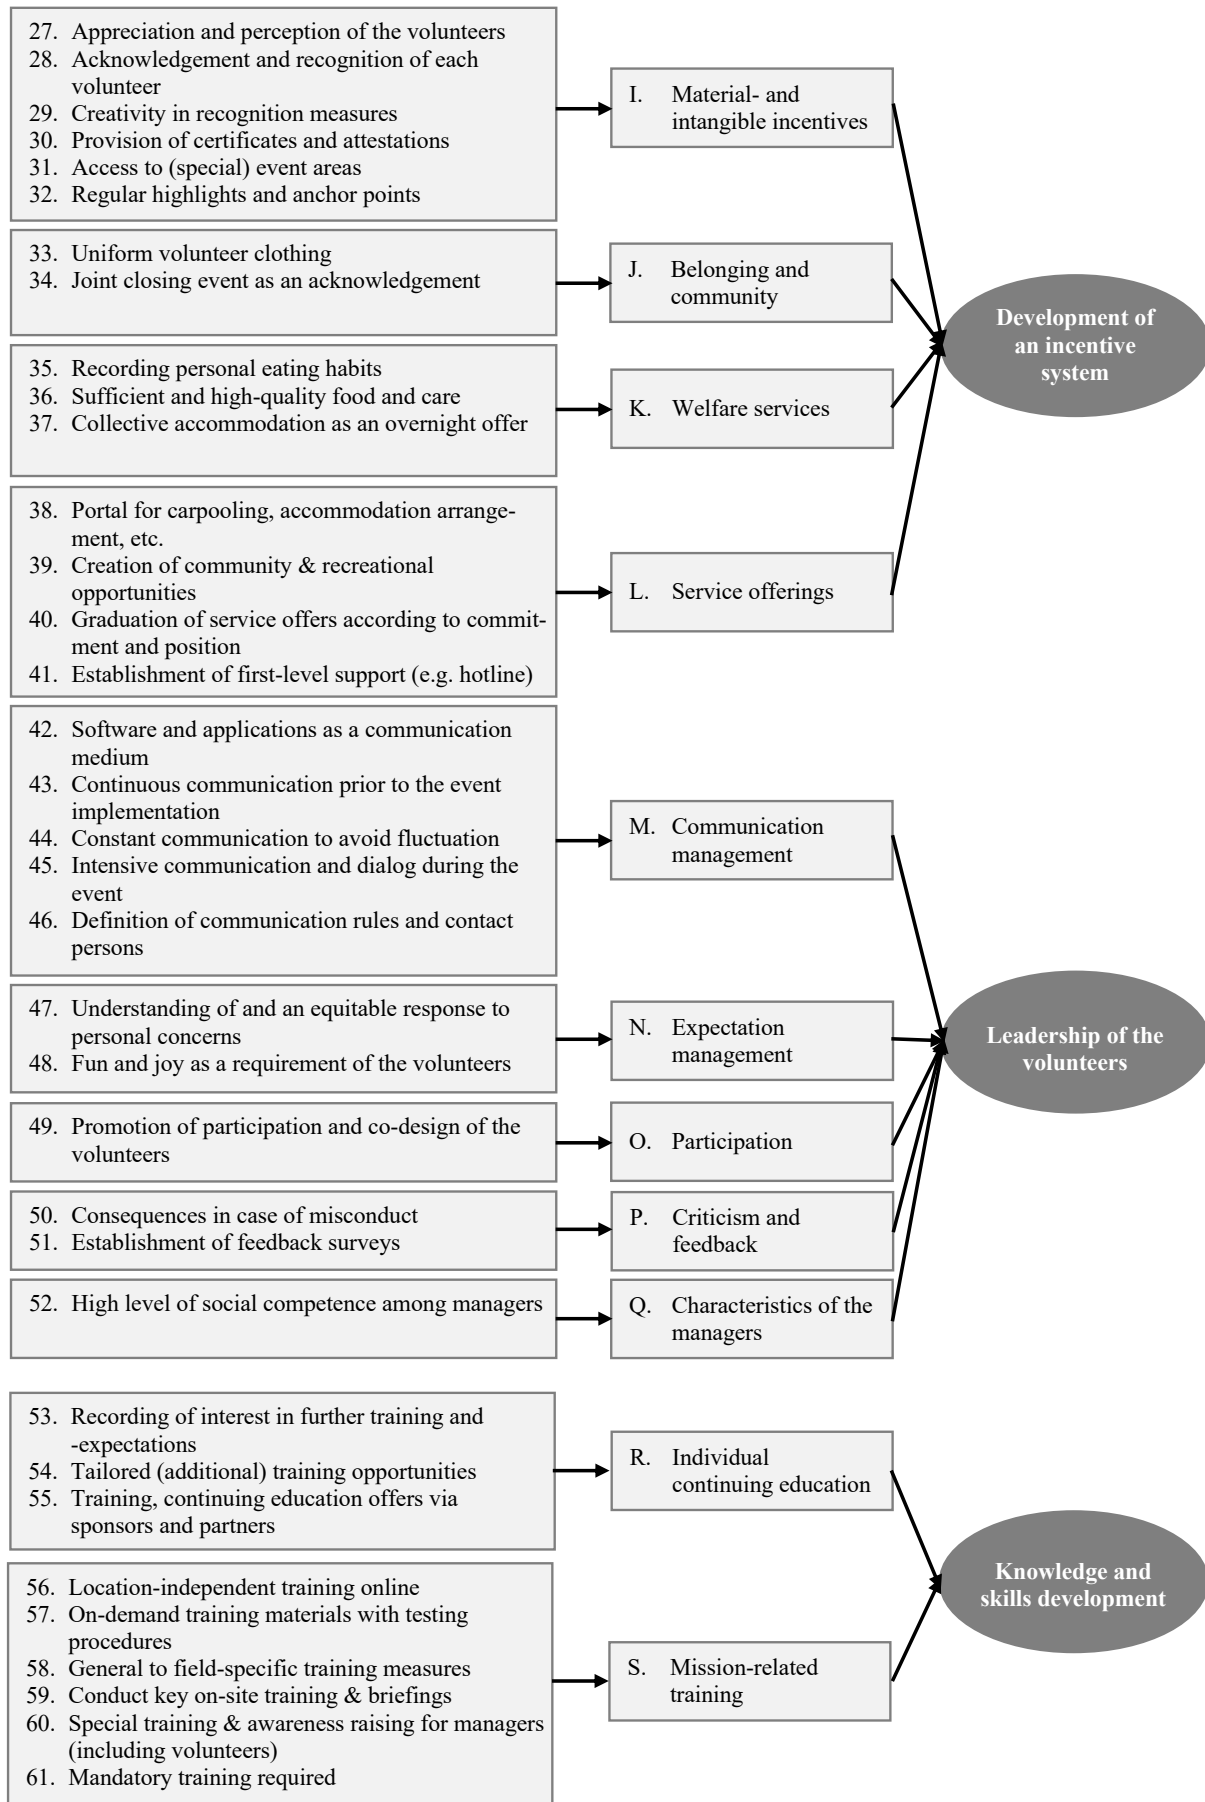 27. Appreciation and perception of the volunteers
28. Acknowledgement and recognition of each
volunteer
29. Creativity in recognition measures
30. Provision of certificates and attestations
31. Access to (special) event areas
32. Regular highlights and anchor points
I. Material- and
intangible incentives
33. Uniform volunteer clothing
34. Joint closing event as an acknowledgement
J. Belonging and
community
Development of
an incentive
system
35. Recording personal eating habits
36. Sufficient and high-quality food and care
37. Collective accommodation as an overnight offer
K. Welfare services
38. Portal for carpooling, accommodation arrange-
ment, etc.
39. Creation of community & recreational
opportunities
40. Graduation of service offers according to commit-
ment and position
41. Establishment of first-level support (e.g. hotline)
L. Service offerings
42. Software and applications as a communication
medium
43. Continuous communication prior to the event
implementation
44. Constant communication to avoid fluctuation
45. Intensive communication and dialog during the
event
46. Definition of communication rules and contact
persons
M. Communication
management
47. Understanding of and an equitable response to
personal concerns
48. Fun and joy as a requirement of the volunteers
N. Expectation
management
Leadership of the
volunteers
49. Promotion of participation and co-design of the
volunteers
O. Participation
50. Consequences in case of misconduct
51. Establishment of feedback surveys
P. Criticism and
feedback
52. High level of social competence among managers
Q. Characteristics of the
managers
53. Recording of interest in further training and
-expectations
54. Tailored (additional) training opportunities
55. Training, continuing education offers via
sponsors and partners
R. Individual
continuing education
Knowledge and
skills development
56. Location-independent training online
57. On-demand training materials with testing
procedures
58. General to field-specific training measures
59. Conduct key on-site training & briefings
60. Special training & awareness raising for managers
(including volunteers)
61. Mandatory training required
S. Mission-related
training